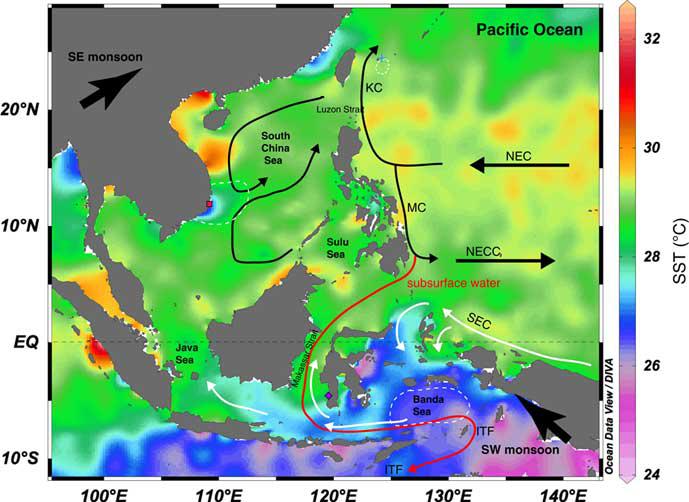 Pacific Ocean
SE monsoon
KC
Luzon Strait
South
China
Sea
NEC
MC
Sulu
Sea
NECC
subsurface water
SEC
Java
Sea
Makassar Strait
Banda
Sea
ITF
SW monsoon
ITF
20°N
10°N
EQ
10°S
100°E
110°E
120°E
130°E
140°E
Ocean Data View / DIVA
32
30
28
26
24
SST (°C)